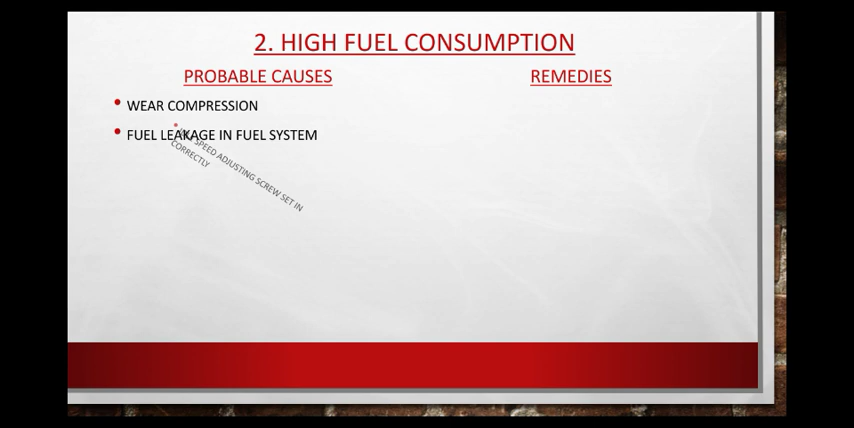 2. HIGH FUEL CONSUMPTION
PROBABLE CAUSES
REMEDIES
• WEAR COMPRESSION
• FUEL LEAKAGE IN FUEL SYSTEM
SPEED ADJUSTING SCREW SET IN
CORRECTLY